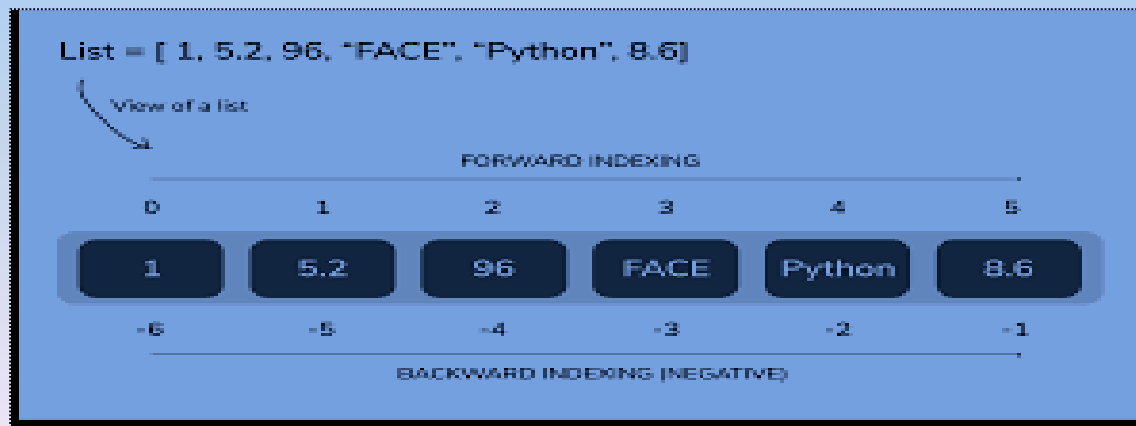 List = [ 1, 5.2, 96, “FACE”, “Python”, 8.6]
View of a list
FORWARD INDEXING
0 1 2 3 4 5
1 5.2 96 FACE Python 8.6
-6 -5 -4 -3 -2 -1
BACKWARD INDEXING (NEGATIVE)